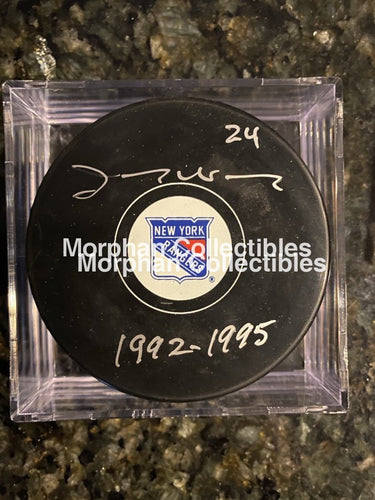 24
NEW YORK
RANGERS
®
Morphan Collectibles
Morphan Collectibles
1992-1995